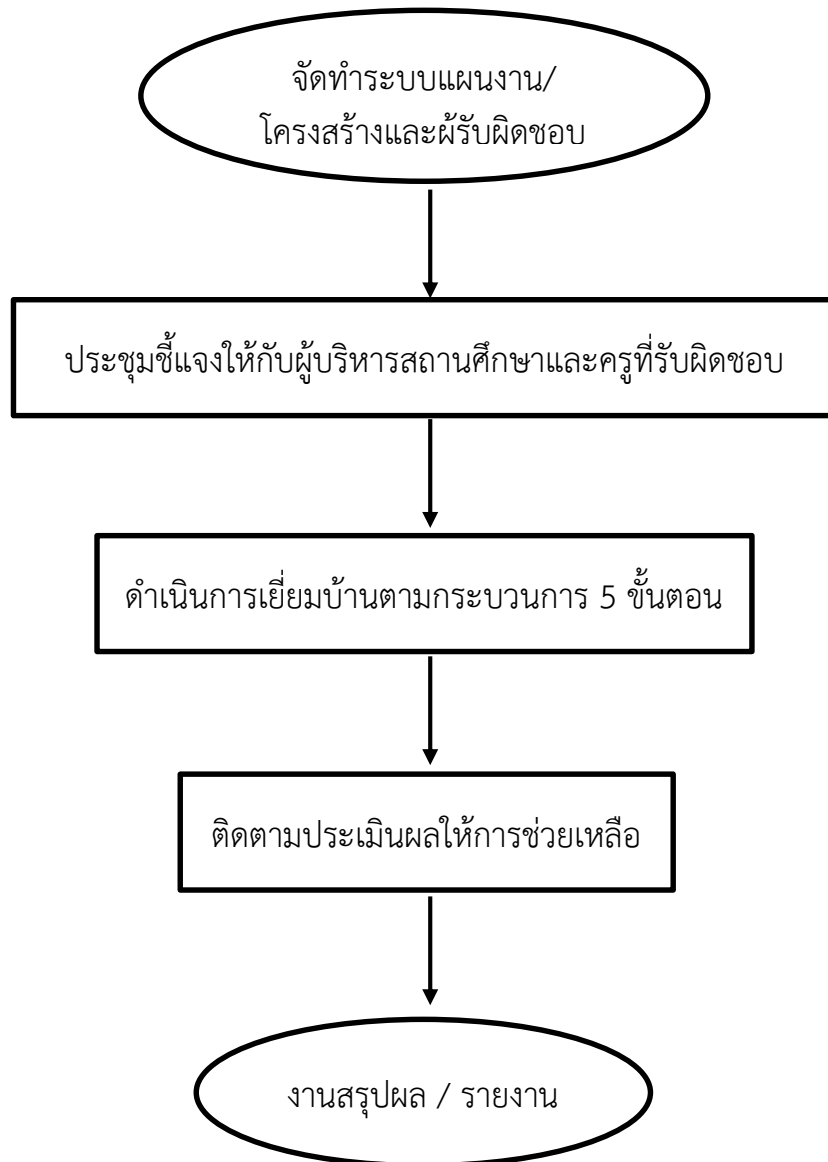 จัดทำระบบแผนงาน/
โครงสร้างและผู้รับผิดชอบ
ประชุมชี้แจงให้กับผู้บริหารสถานศึกษาและครูที่รับผิดชอบ
ดำเนินการเยี่ยมบ้านตามกระบวนการ 5 ขั้นตอน
ติดตามประเมินผลให้การช่วยเหลือ
งานสรุปผล / รายงาน